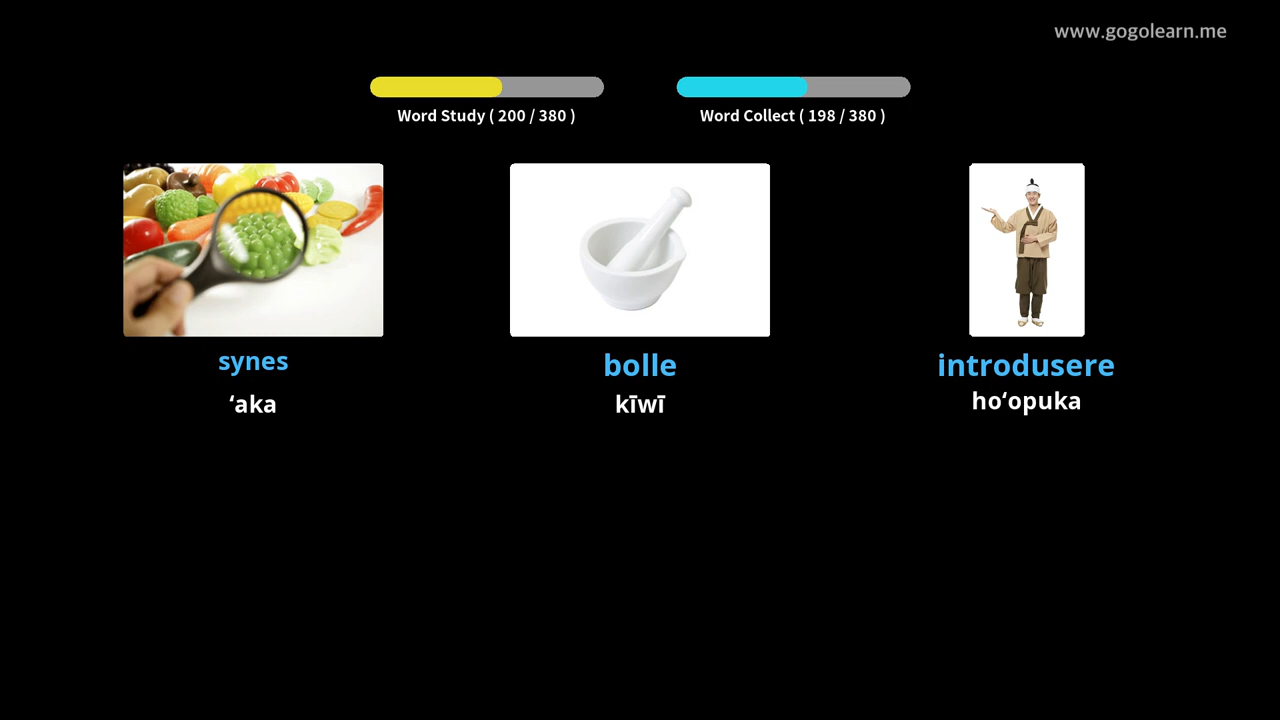 www.gogolearn.me
Word Study ( 200 / 380 )
Word Collect ( 198 / 380 )
synes
bolle
introdusere
ʻaka
kīwī
hoʻopuka